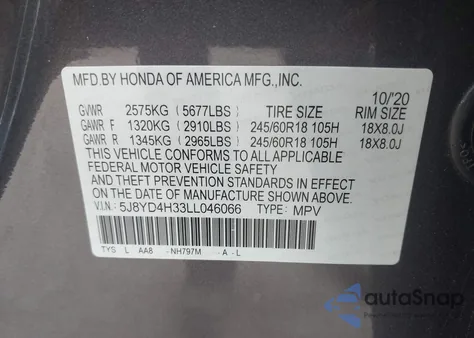 MFD.BY HONDA OF AMERICA MFG.,INC.
10/'20
GVWR 2575KG (5677LBS) TIRE SIZE RIM SIZE
GAWR F 1320KG (2910LBS) 245/60R18 105H 18X8.0J
GAWR R 1345KG (2965LBS) 245/60R18 105H 18X8.0J
THIS VEHICLE CONFORMS TO ALL APPLICABLE
FEDERAL MOTOR VEHICLE SAFETY
AND THEFT PREVENTION STANDARDS IN EFFECT
ON THE DATE OF MANUFACTURE SHOWN ABOVE.
V.I.N.: 5J8YD4H33LL046066 TYPE: MPV
TYS L AA8 NH797M A - L
autoSnap